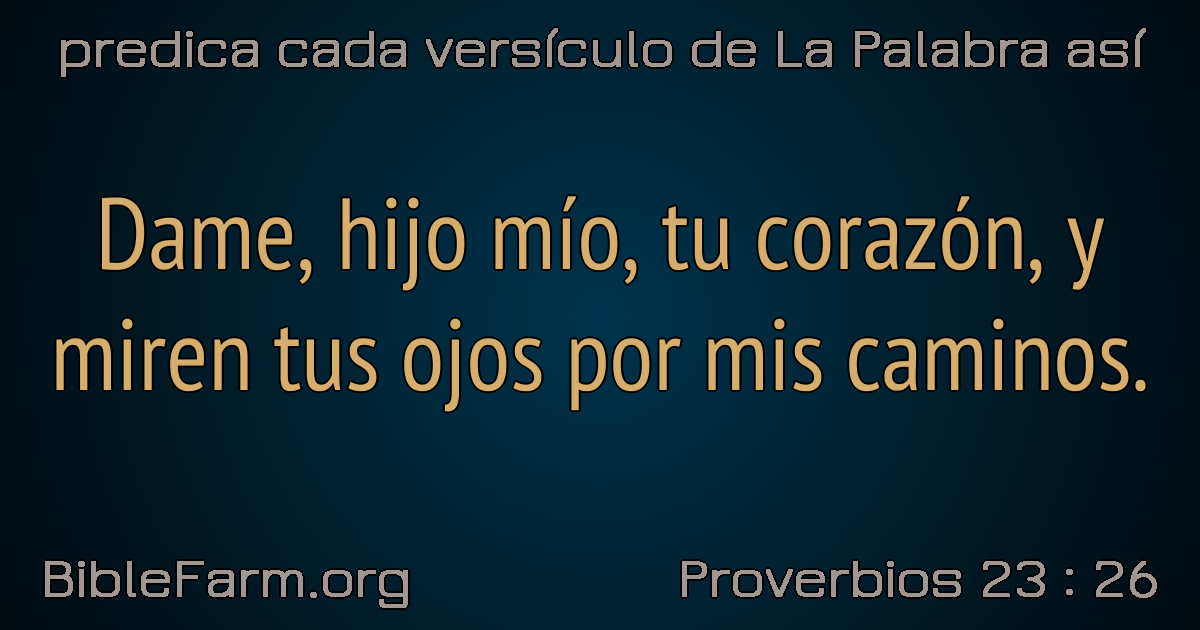 predica cada versículo de La Palabra así
Dame, hijo mío, tu corazón, y
miren tus ojos por mis caminos.
BibleFarm.org
Proverbios 23 : 26